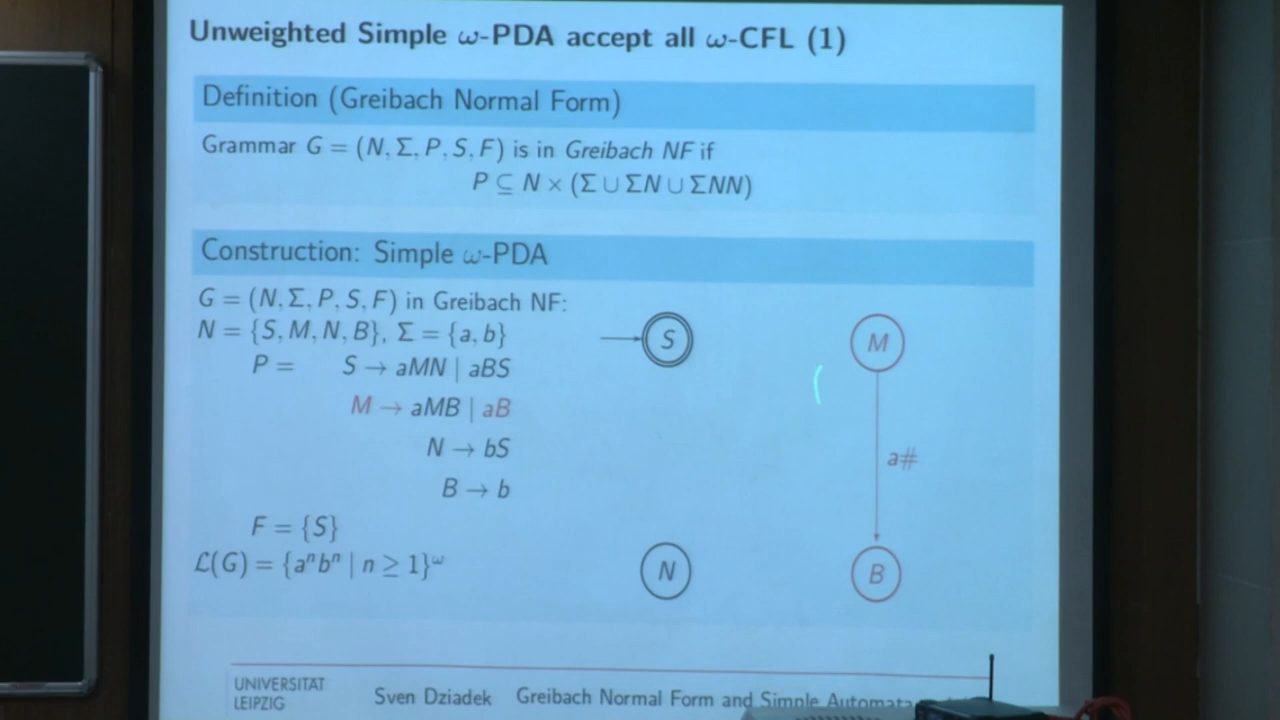 Unweighted Simple ω-PDA accept all ω-CFL (1)
Definition (Greibach Normal Form)
Grammar G = (N, Σ, P, S, F) is in Greibach NF if
P ⊆ N × (Σ ∪ ΣN ∪ ΣNN)
Construction: Simple ω-PDA
G = (N, Σ, P, S, F) in Greibach NF:
N = {S, M, N, B}, Σ = {a, b}
P = S → aMN | aBS
M → aMB | aB
N → bS
B → b
F = {S}
ℒ(G) = {aⁿbⁿ | n ≥ 1}^ω
S
M
a#
N
B
UNIVERSITÄT
LEIPZIG
Sven Dziadek Greibach Normal Form and Simple Automata